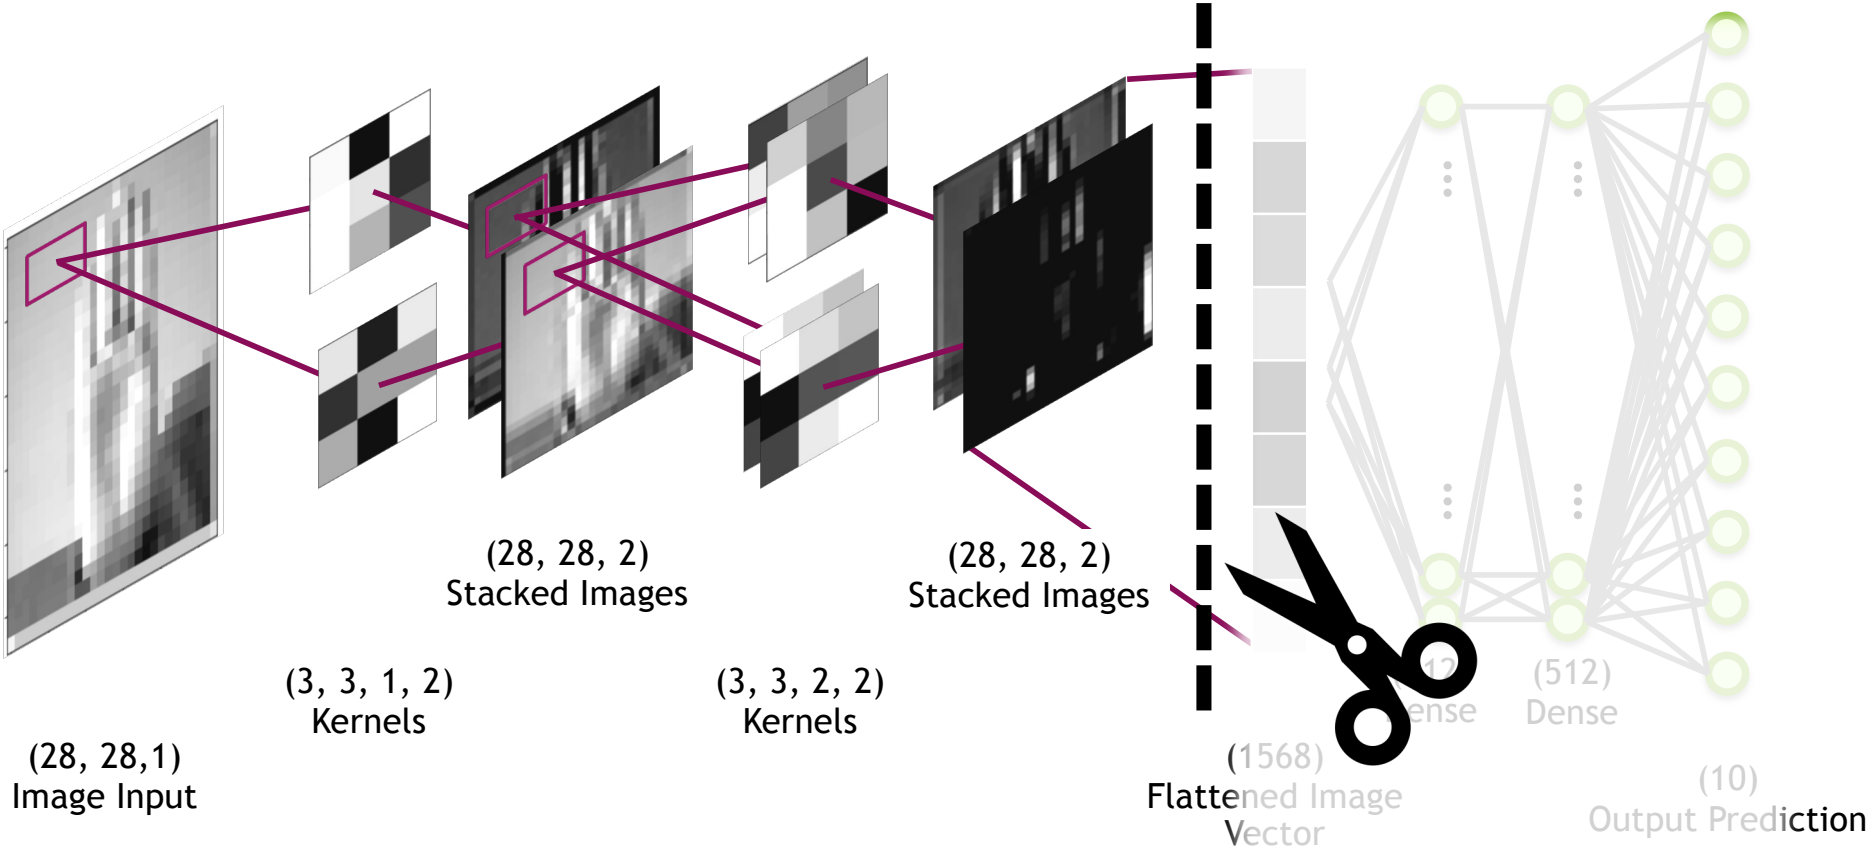 (28, 28, 2)
Stacked Images
(28, 28, 2)
Stacked Images
(3, 3, 1, 2)
Kernels
(3, 3, 2, 2)
Kernels
(512)
Dense
(28, 28,1)
Image Input
(1568)
Flattened Image
Vector
(10)
Output Prediction